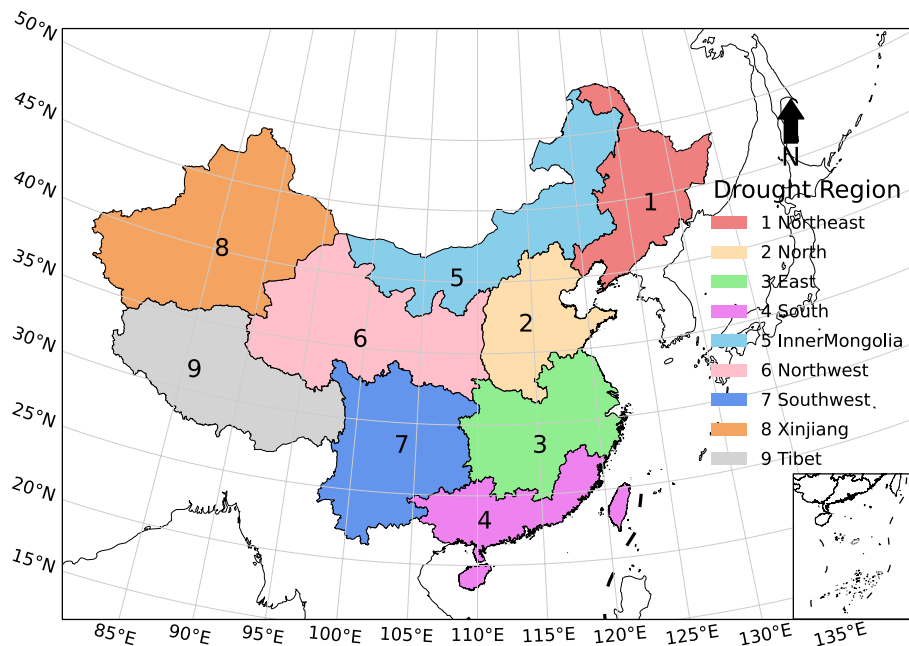 50°N
45°N
40°N
35°N
30°N
25°N
20°N
15°N
N
Drought Region
1 Northeast
2 North
3 East
4 South
5 InnerMongolia
6 Northwest
7 Southwest
8 Xinjiang
9 Tibet
1
2
3
4
5
6
7
8
9
85°E 90°E 95°E 100°E 105°E 110°E 115°E 120°E 125°E 130°E 135°E